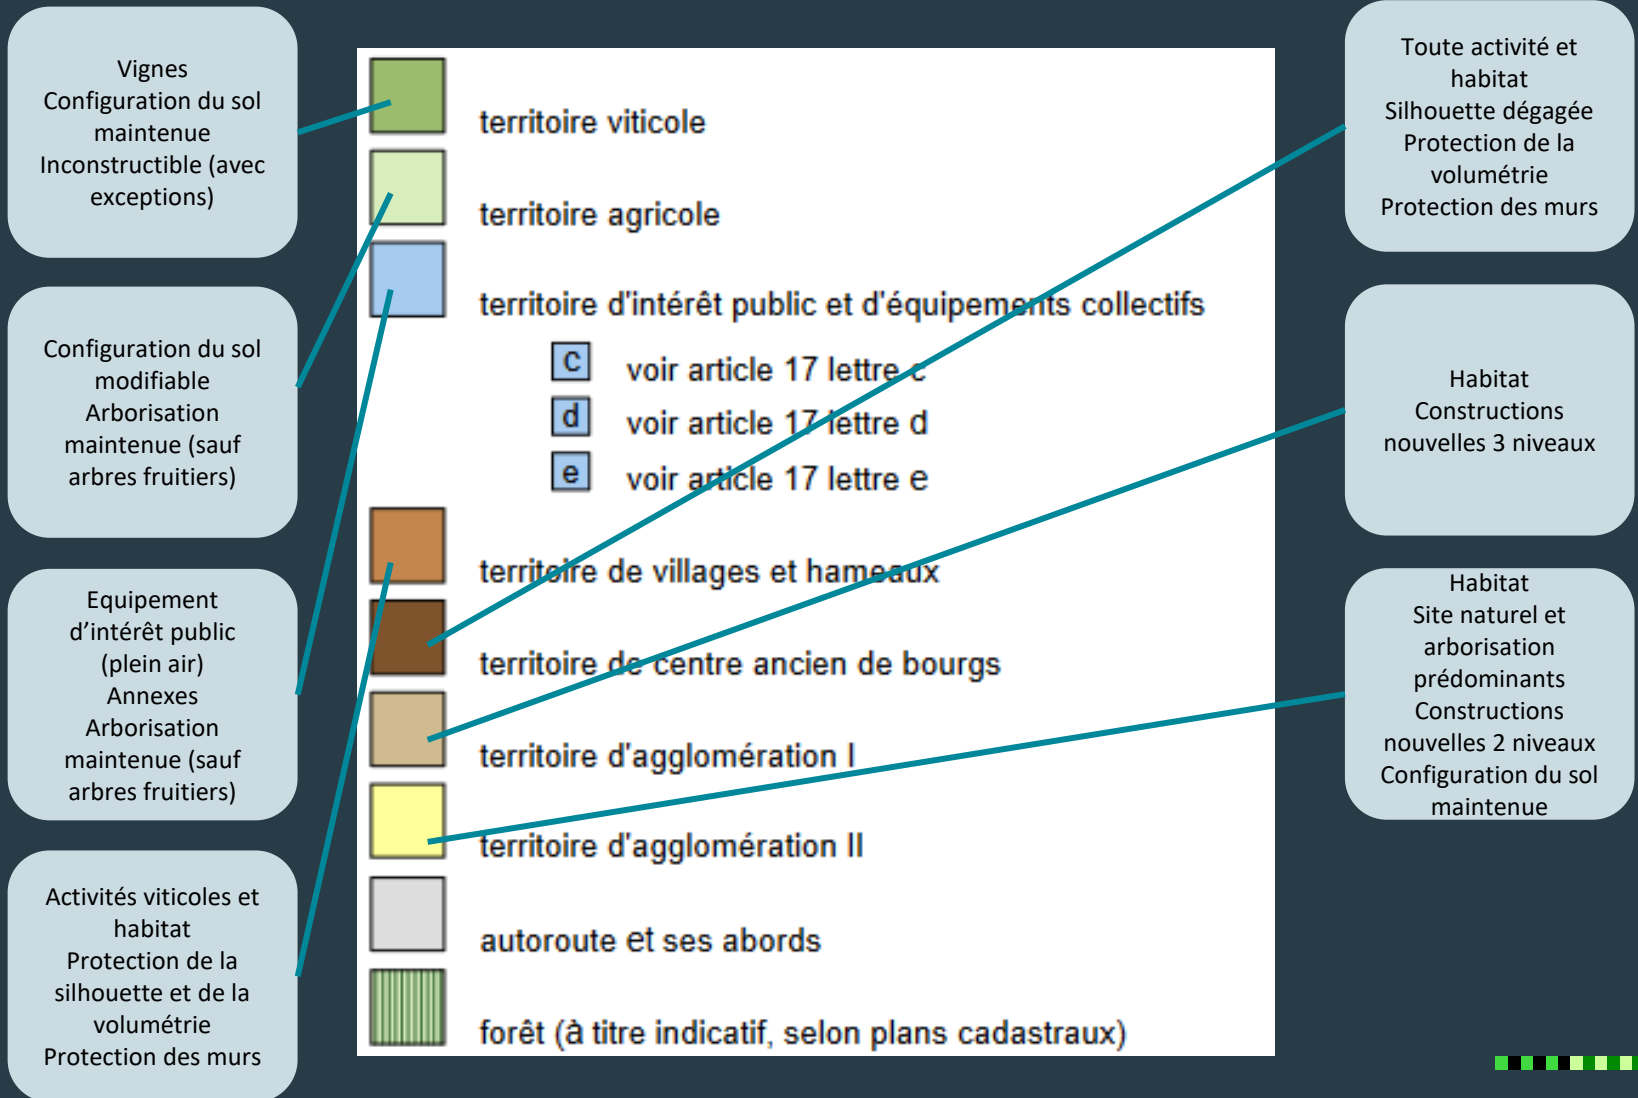 Vignes
Configuration du sol
maintenue
Inconstructible (avec
exceptions)
Configuration du sol
modifiable
Arborisation
maintenue (sauf
arbres fruitiers)
Equipement
d’intérêt public
(plein air)
Annexes
Arborisation
maintenue (sauf
arbres fruitiers)
Activités viticoles et
habitat
Protection de la
silhouette et de la
volumétrie
Protection des murs
territoire viticole
territoire agricole
territoire d'intérêt public et d'équipements collectifs
c voir article 17 lettre c
d voir article 17 lettre d
e voir article 17 lettre e
territoire de villages et hameaux
territoire de centre ancien de bourgs
territoire d'agglomération I
territoire d'agglomération II
autoroute et ses abords
forêt (à titre indicatif, selon plans cadastraux)
Toute activité et
habitat
Silhouette dégagée
Protection de la
volumétrie
Protection des murs
Habitat
Constructions
nouvelles 3 niveaux
Habitat
Site naturel et
arborisation
prédominants
Constructions
nouvelles 2 niveaux
Configuration du sol
maintenue